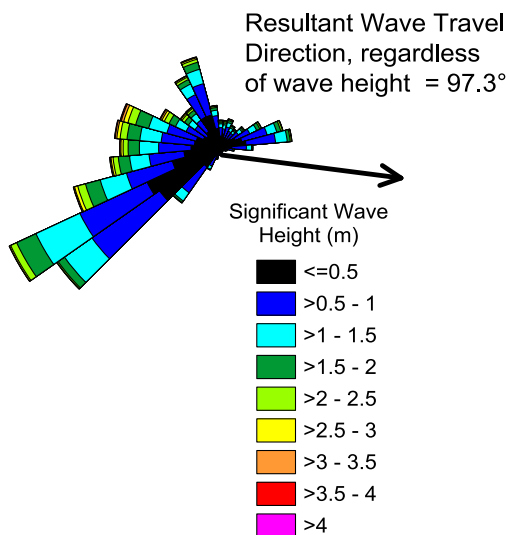 Resultant Wave Travel
Direction, regardless
of wave height  = 97.3°
Significant Wave
Height (m)
<=0.5
>0.5 - 1
>1 - 1.5
>1.5 - 2
>2 - 2.5
>2.5 - 3
>3 - 3.5
>3.5 - 4
>4